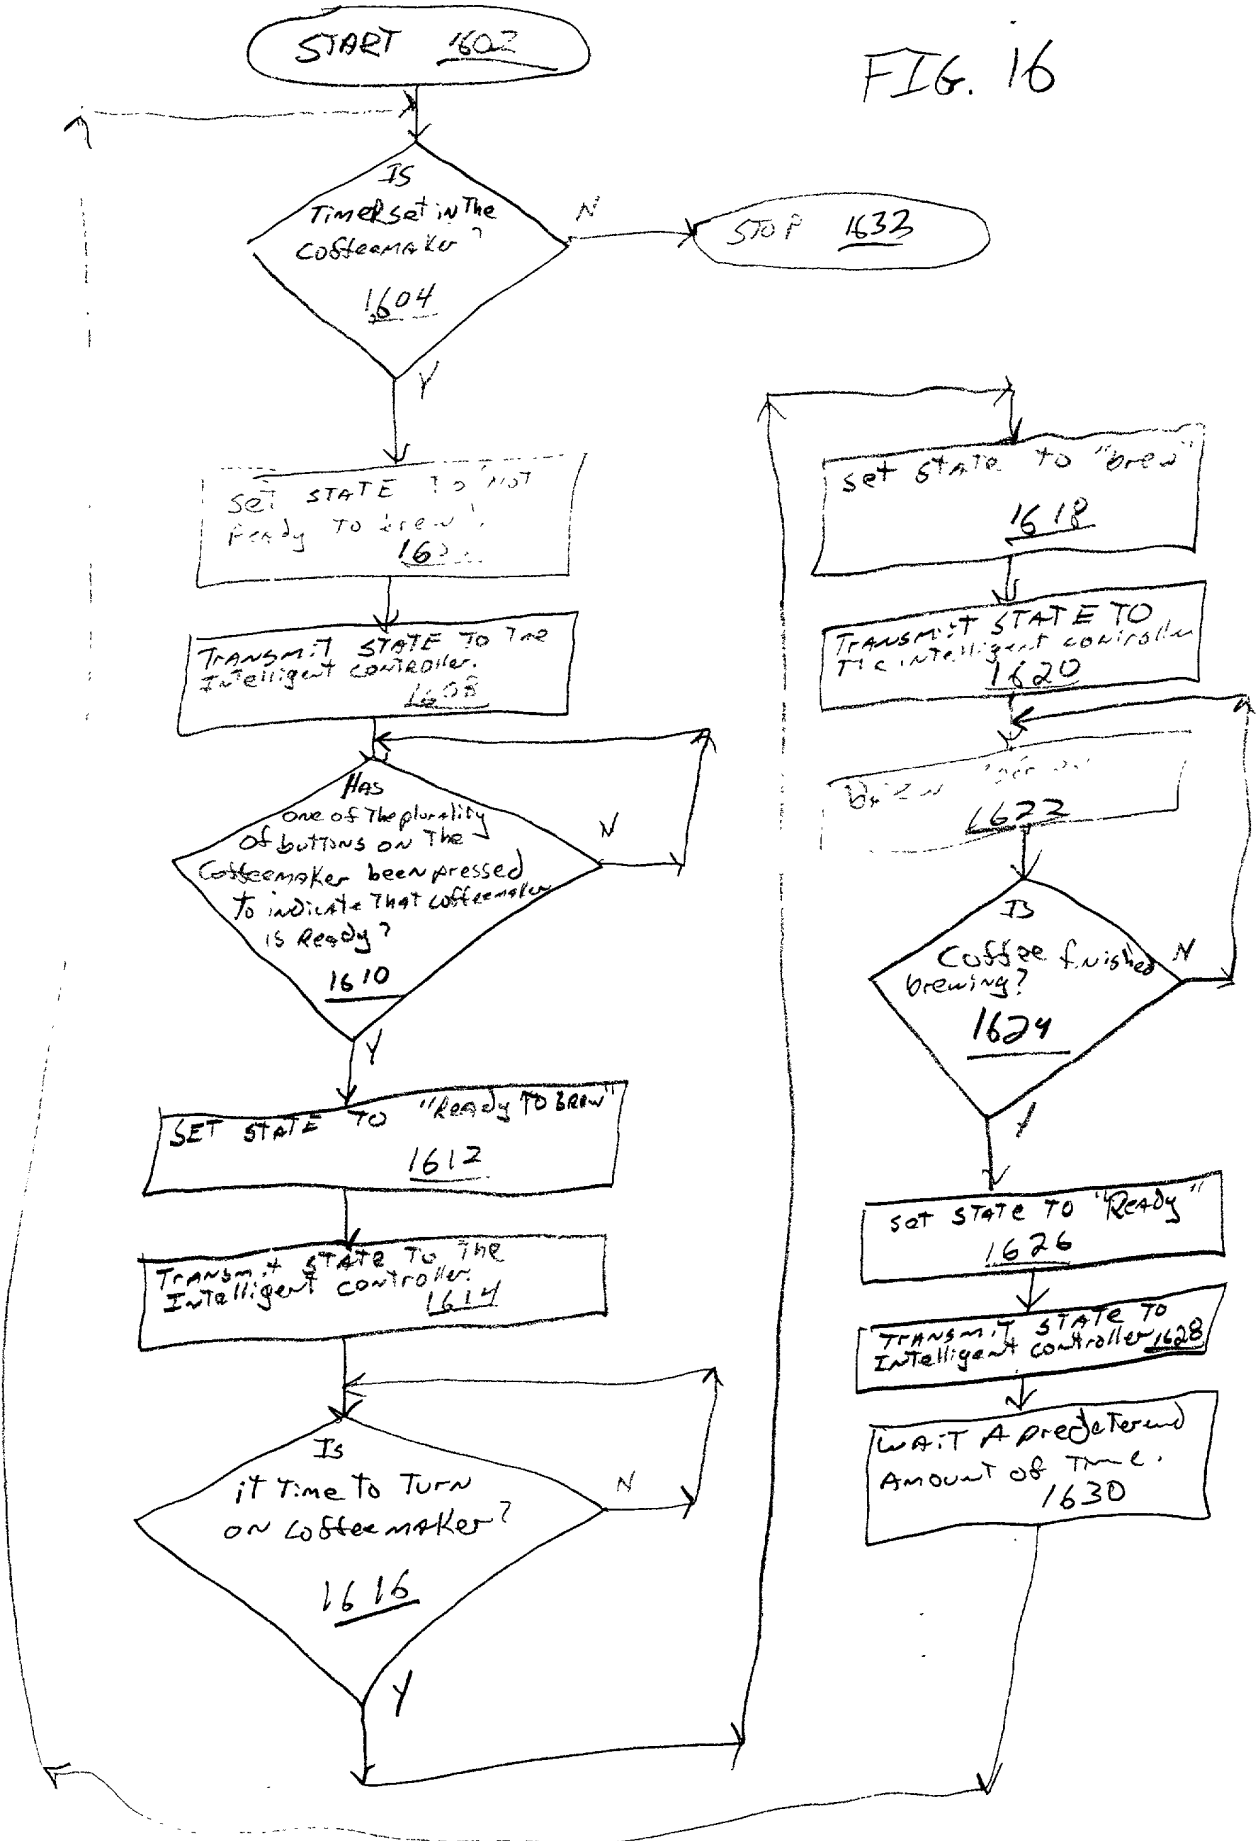 FIG. 16
START 1602
Is
Timer set in The
coffeemaker?
1604
N
STOP 1633
Y
Set STATE To "Not
Ready To brew".
Transmit STATE To The
Intelligent controller.
1608
Has
one of The plurality
of buttons on The
Coffeemaker been pressed
To indicate That coffeemaker
is Ready?
1610
N
Y
SET STATE TO "Ready To Brew"
1612
Transmit STATE To The
Intelligent controller.
1614
Is
it Time To Turn
on coffeemaker?
1616
N
Y
Set STATE to "brew"
1618
Transmit STATE TO
The intelligent controller
1620
1622
Is
Coffee finished
brewing?
1624
N
Y
Set STATE TO "Ready"
1626
Transmit STATE To
Intelligent controller 1628
WAIT A predetermed
Amount of Time.
1630